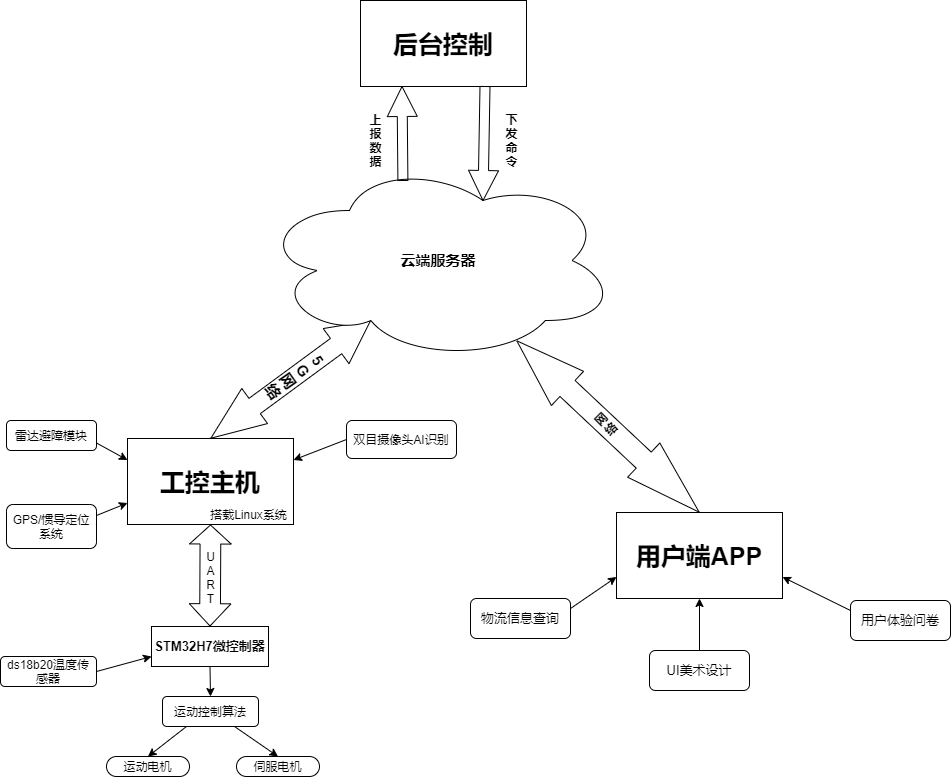 后台控制
上报数据
下发命令
云端服务器
5G网络
网络
雷达避障模块
双目摄像头AI识别
工控主机
搭载Linux系统
GPS/惯导定位
系统
UART
用户端APP
物流信息查询
用户体验问卷
UI美术设计
STM32H7微控制器
ds18b20温度传
感器
运动控制算法
运动电机
伺服电机